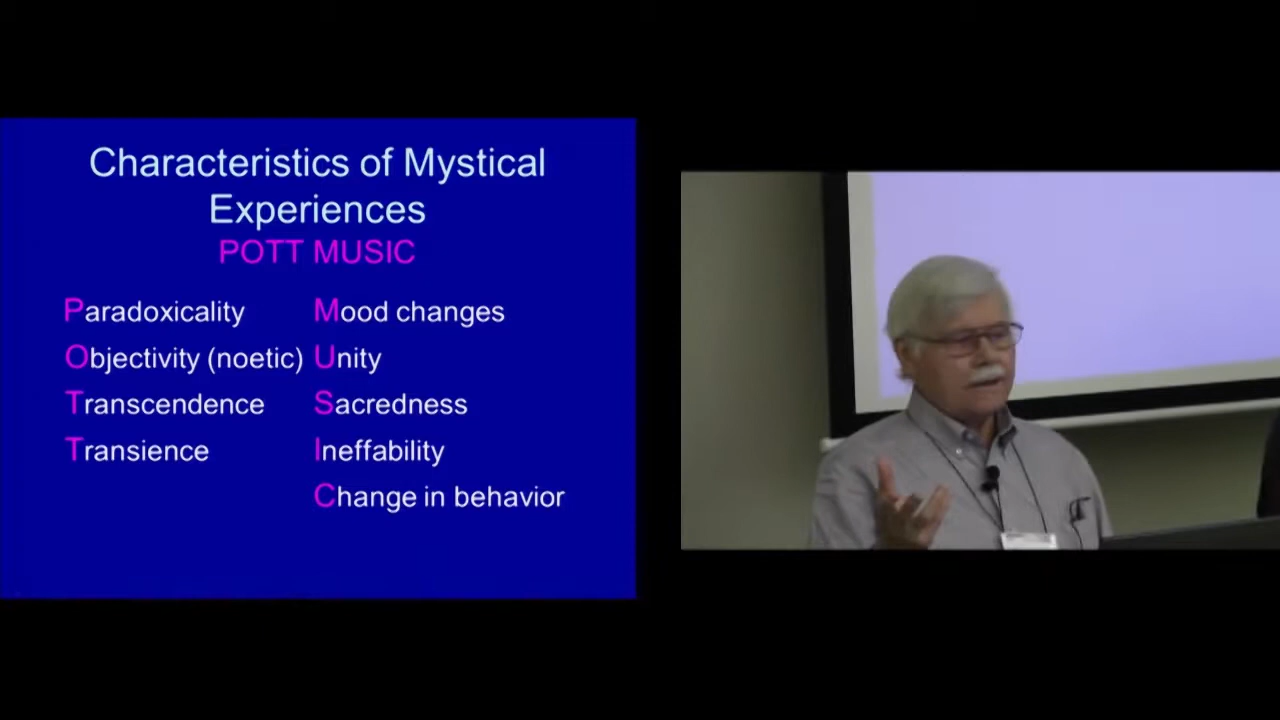 Characteristics of Mystical
Experiences
POTT MUSIC
Paradoxicality
Objectivity (noetic)
Transcendence
Transience
Mood changes
Unity
Sacredness
Ineffability
Change in behavior